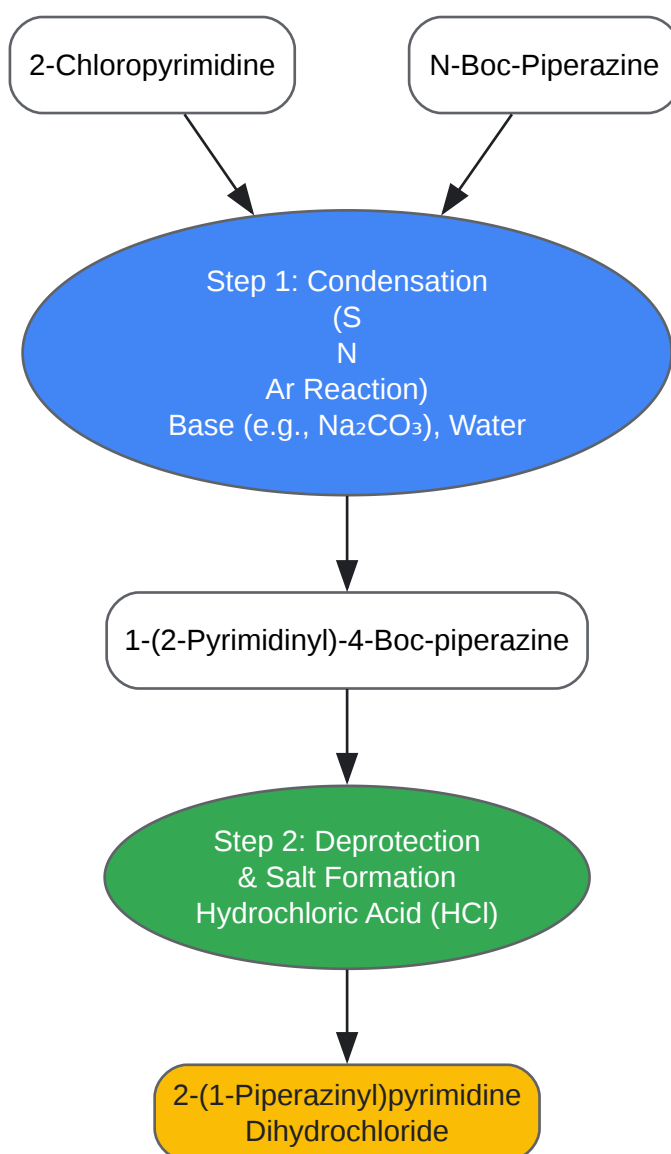 2-Chloropyrimidine
N-Boc-Piperazine
Step 1: Condensation
(S
N
Ar Reaction)
Base (e.g., Na₂CO₃), Water
1-(2-Pyrimidinyl)-4-Boc-piperazine
Step 2: Deprotection
& Salt Formation
Hydrochloric Acid (HCl)
2-(1-Piperazinyl)pyrimidine
Dihydrochloride